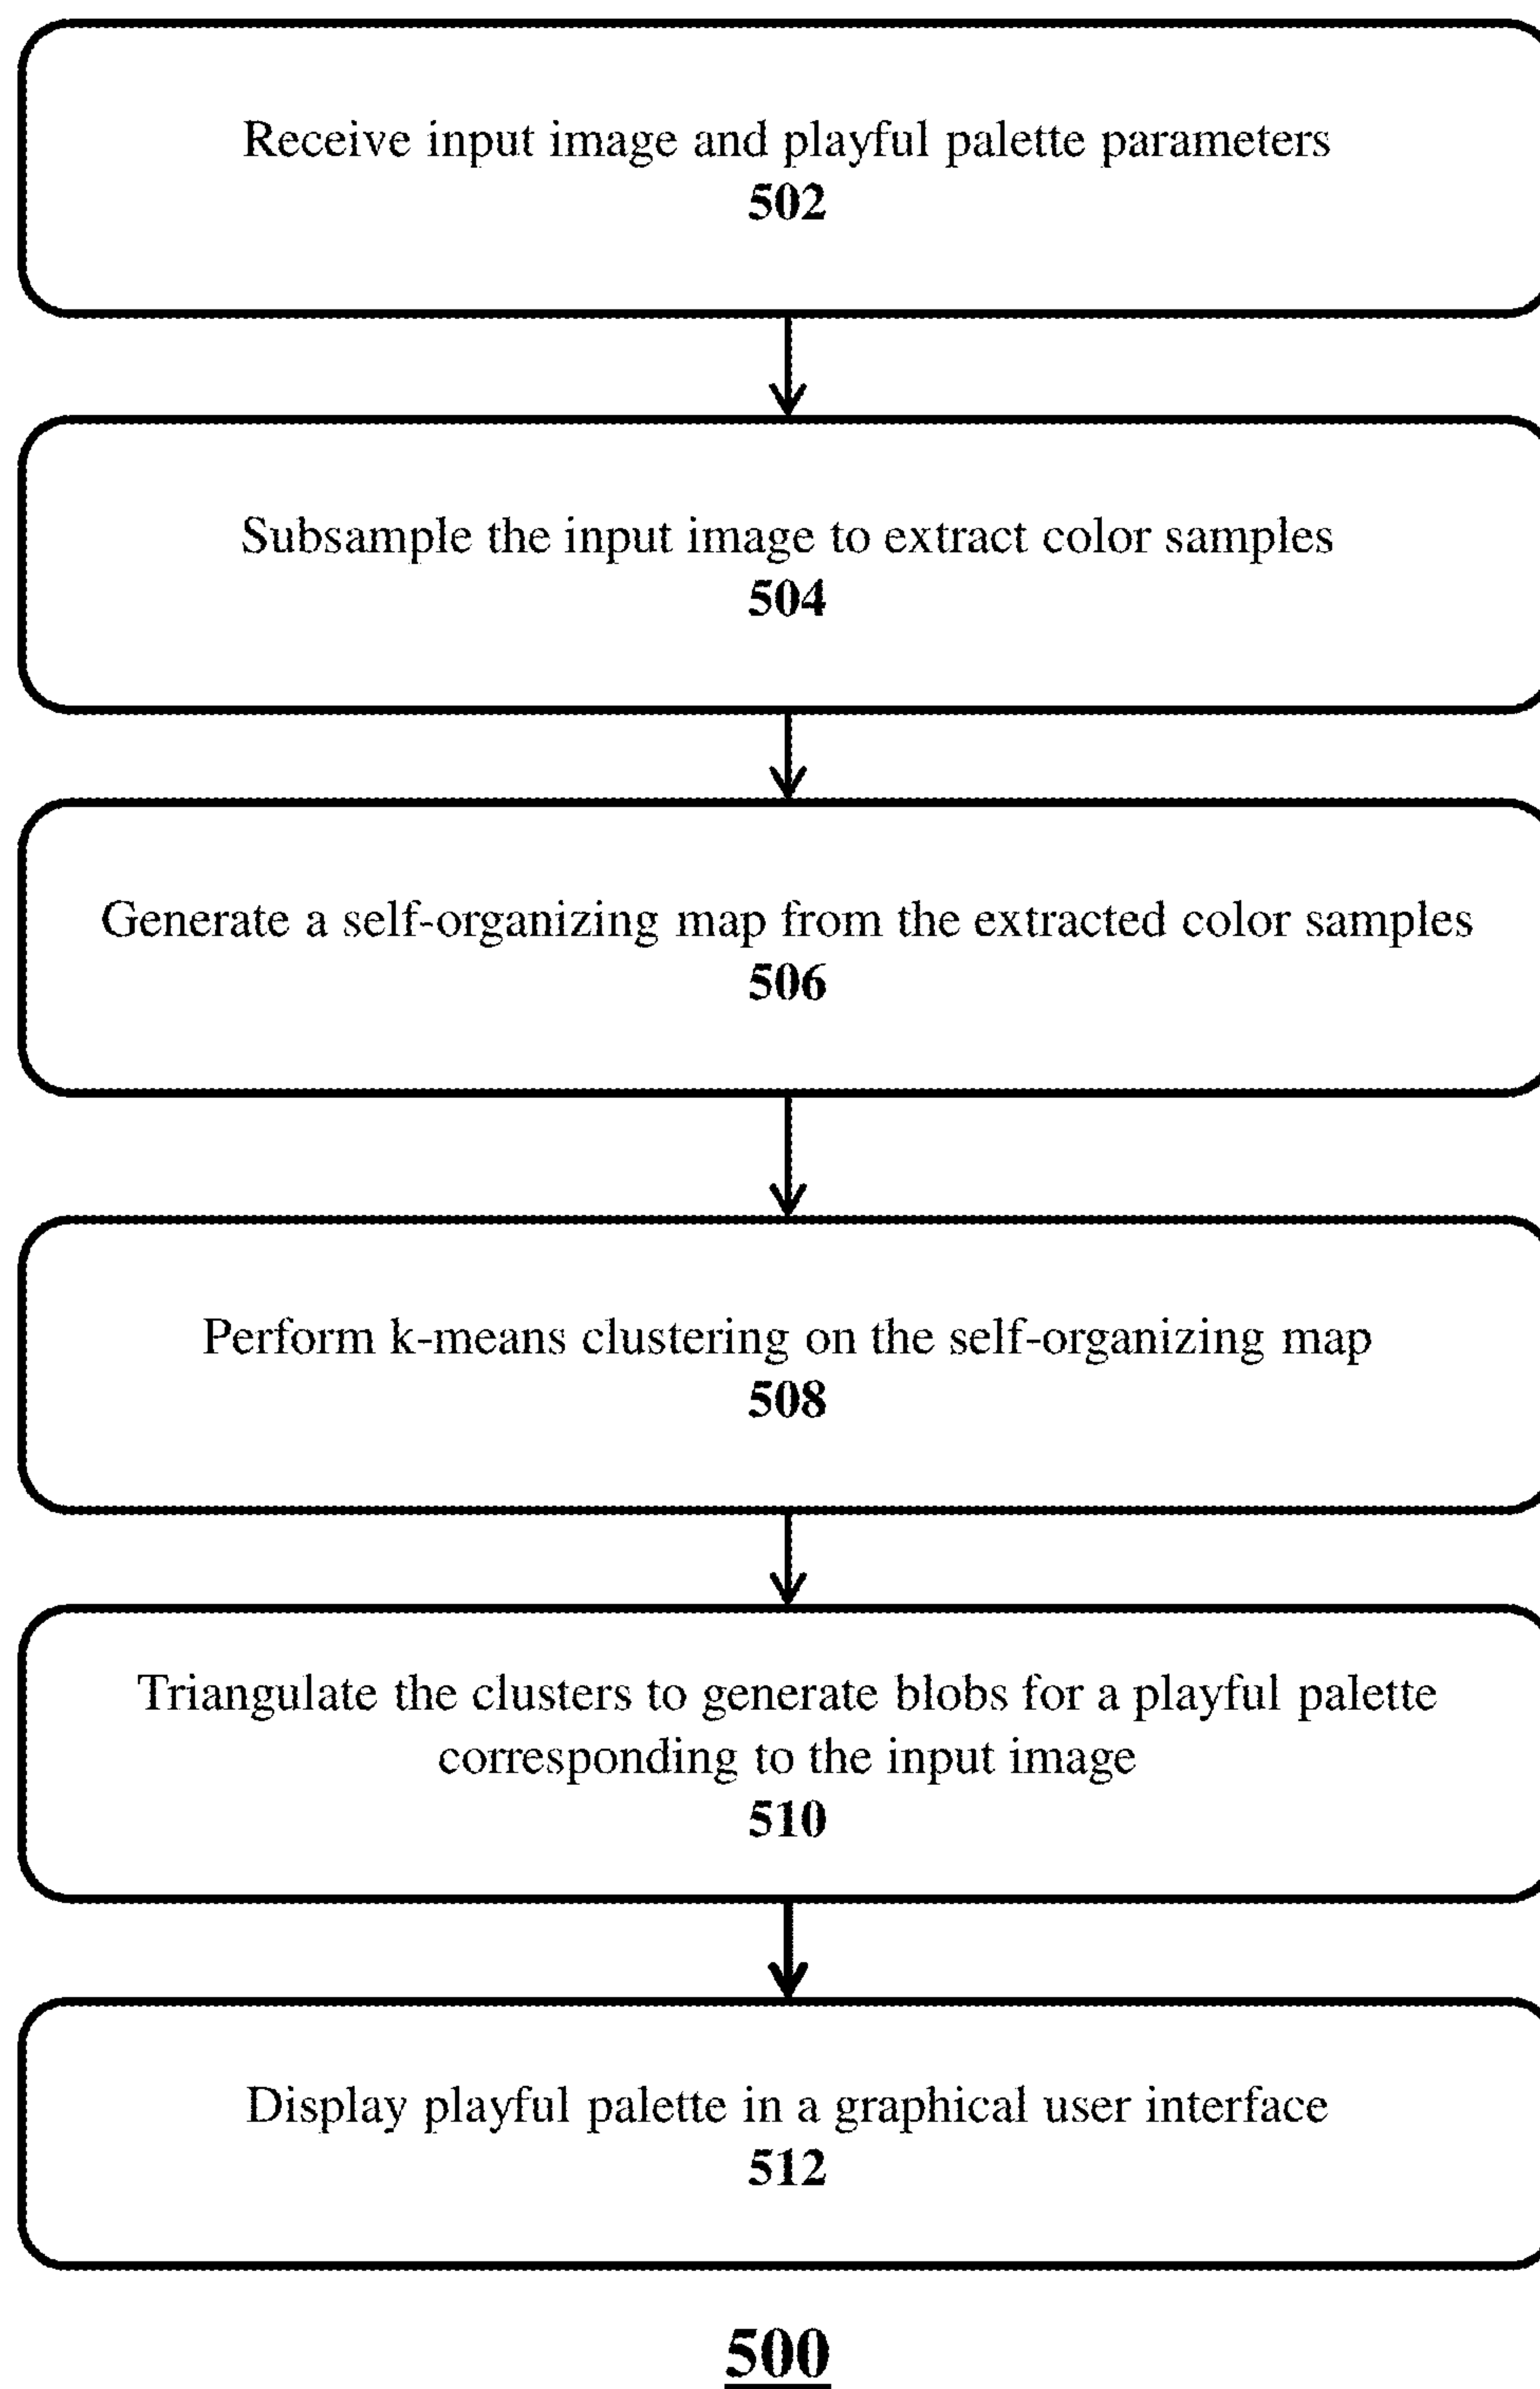 Receive input image and playful palette parameters
502
Subsample the input image to extract color samples
504
Generate a self-organizing map from the extracted color samples
506
Perform k-means clustering on the self-organizing map
508
Triangulate the clusters to generate blobs for a playful palette
corresponding to the input image
510
Display playful palette in a graphical user interface
512
500